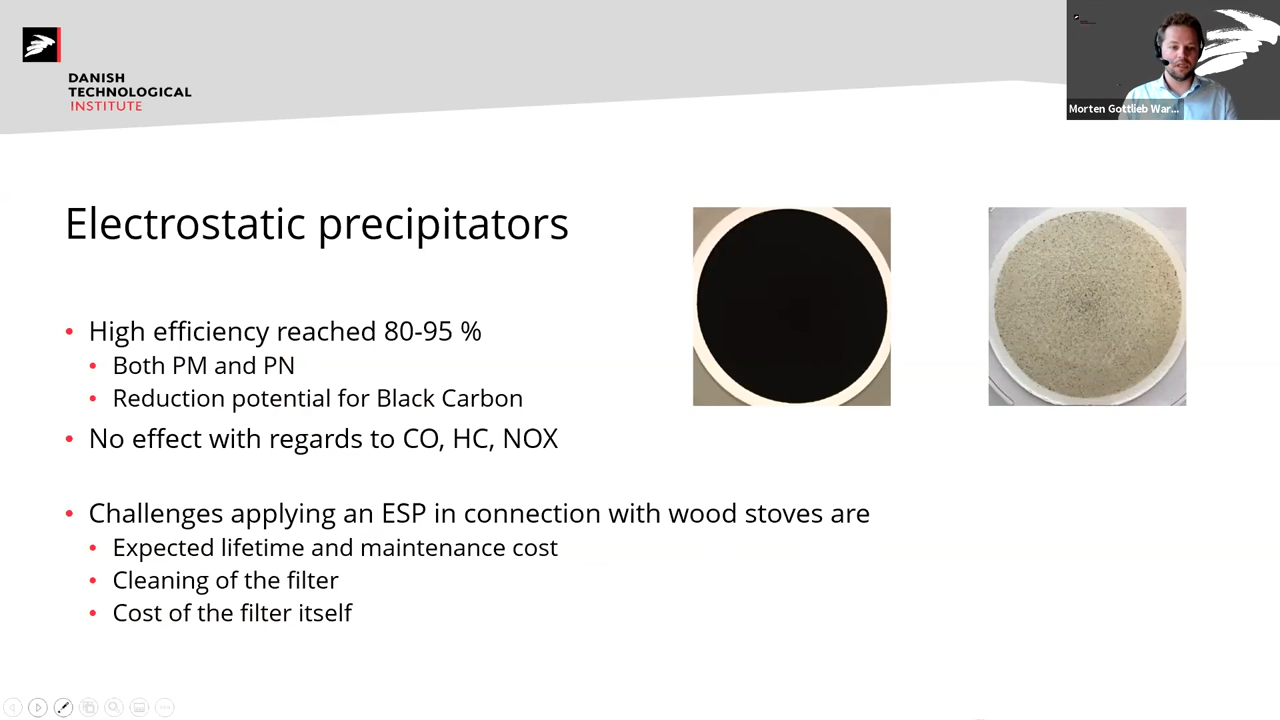 DANISH
TECHNOLOGICAL
INSTITUTE
Morten Gottlieb War...
Electrostatic precipitators
• High efficiency reached 80-95 %
• Both PM and PN
• Reduction potential for Black Carbon
• No effect with regards to CO, HC, NOX
• Challenges applying an ESP in connection with wood stoves are
• Expected lifetime and maintenance cost
• Cleaning of the filter
• Cost of the filter itself